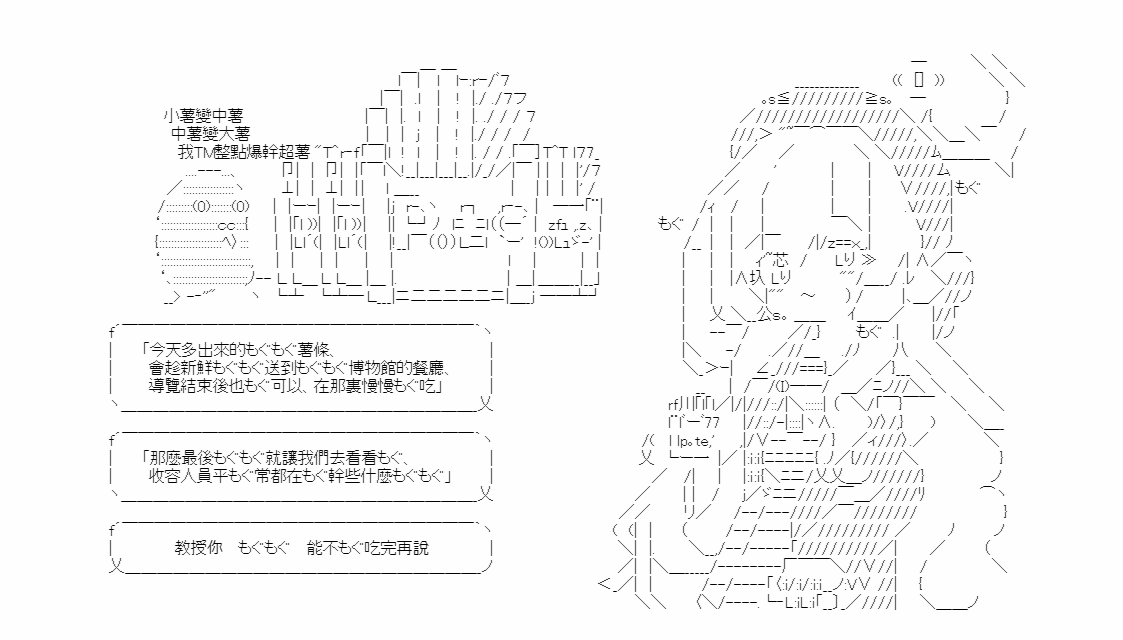 小薯變中薯
中薯變大薯
我TM整點爆幹超薯
もぐ
もぐ
もぐ
「今天多出來的もぐもぐ薯條、
會趁新鮮もぐもぐ送到もぐもぐ博物館的餐廳、
導覽結束後也もぐ可以、在那裏慢慢もぐ吃」
「那麼最後もぐもぐ就讓我們去看看もぐ、
收容人員平もぐ常都在もぐ幹些什麼もぐもぐ」
教授你　もぐもぐ　能不もぐ吃完再說